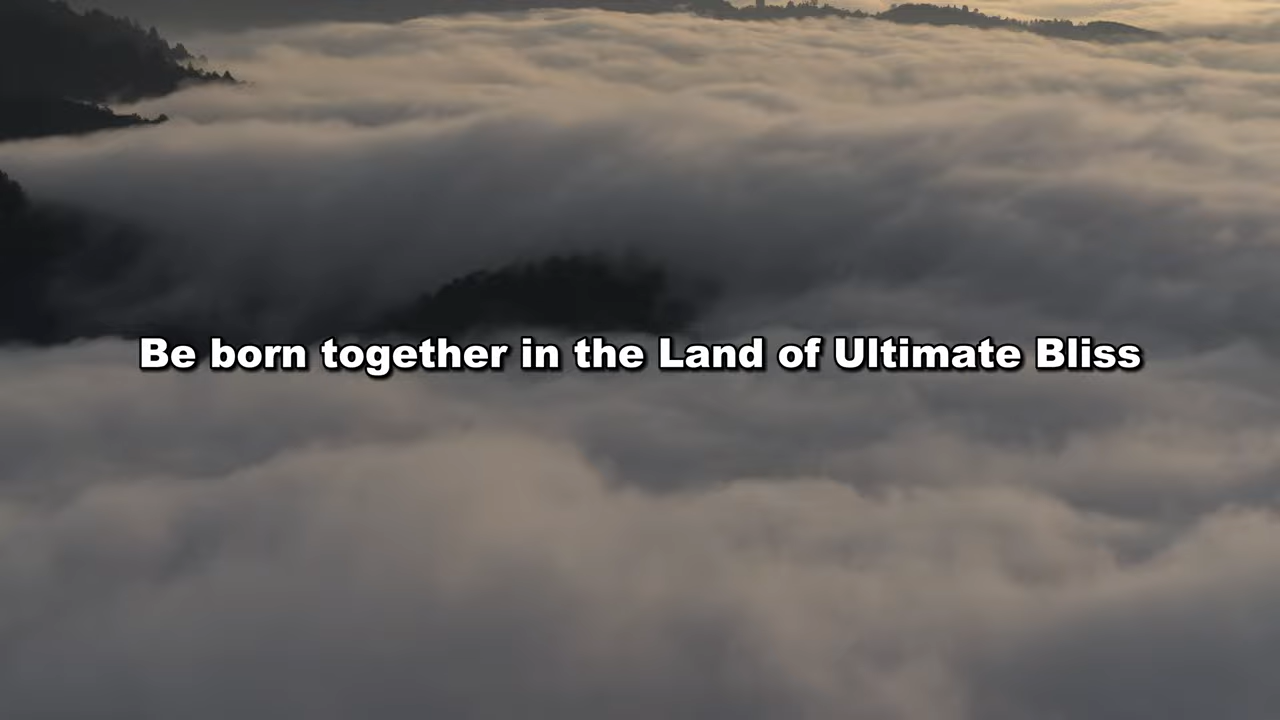 Be born together in the Land of Ultimate Bliss